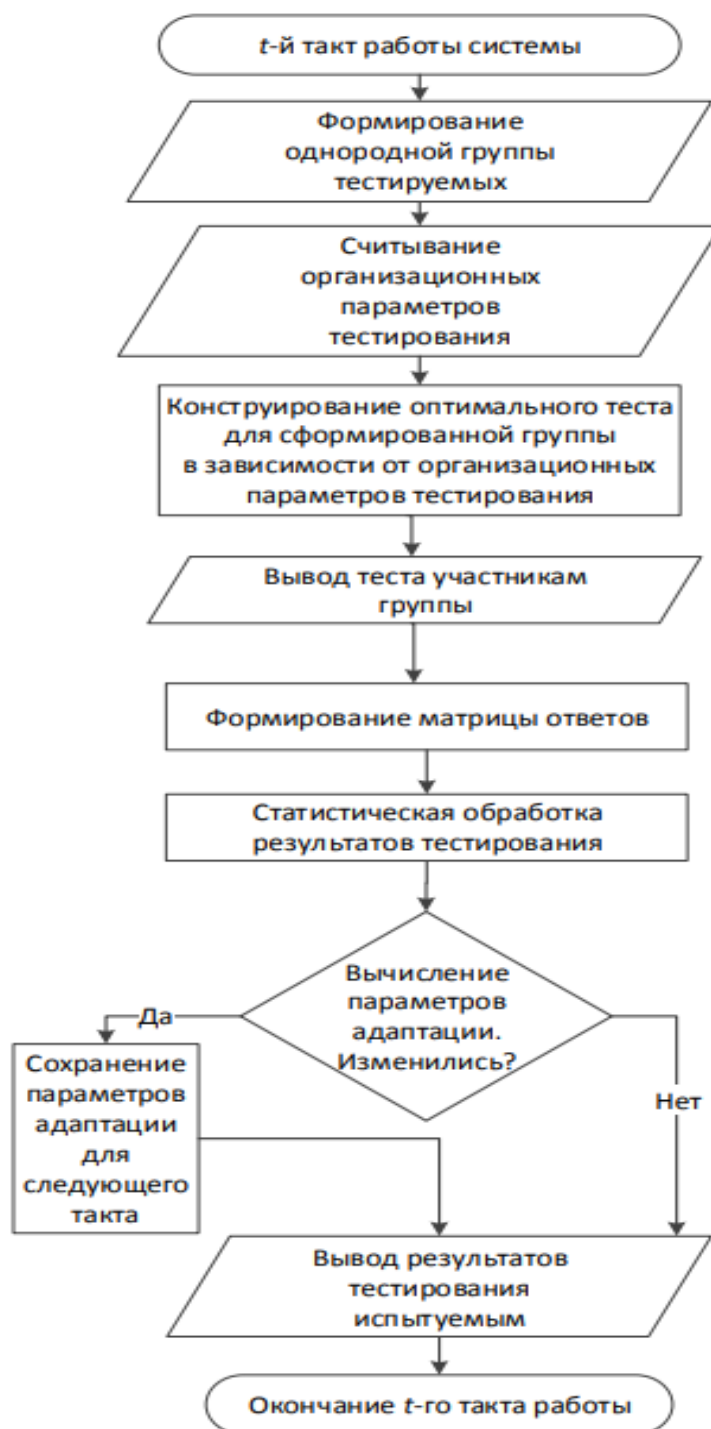 t-й такт работы системы
Формирование
однородной группы
тестируемых
Считывание
организационных
параметров
тестирования
Конструирование оптимального теста
для сформированной группы
в зависимости от организационных
параметров тестирования
Вывод теста участникам
группы
Формирование матрицы ответов
Статистическая обработка
результатов тестирования
Вычисление
параметров
адаптации.
Изменились?
Да
Сохранение
параметров
адаптации
для
следующего
такта
Нет
Вывод результатов
тестирования
испытуемым
Окончание t-го такта работы